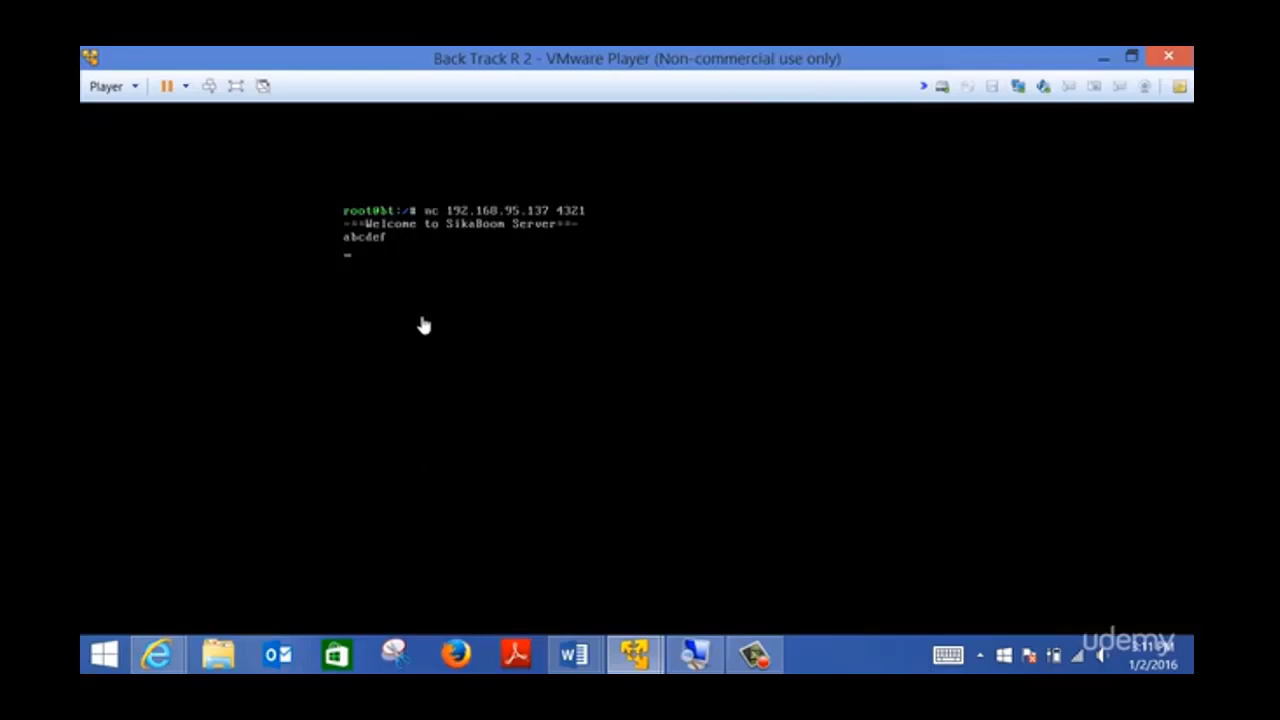 Back Track R 2 - VMware Player (Non-commercial use only)
Player
root@bt:/# nc 192.168.95.137 4321
-==Welcome to SikaBoom Server==-
abcdef
udemy
1/2/2016